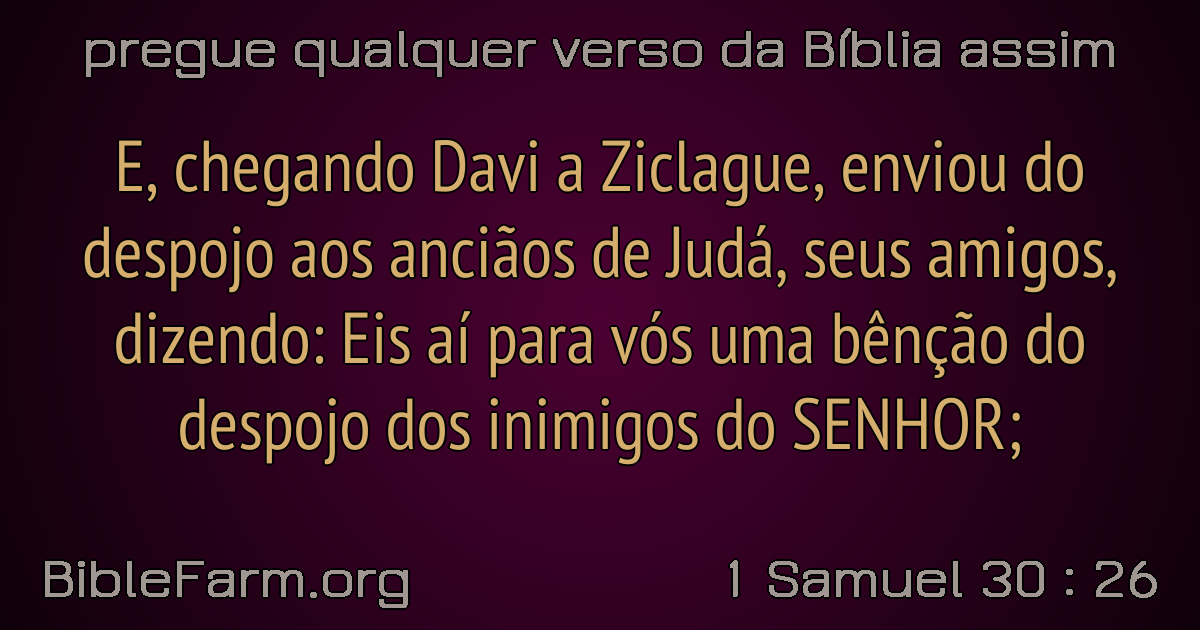 pregue qualquer verso da Bíblia assim
E, chegando Davi a Ziclague, enviou do
despojo aos anciãos de Judá, seus amigos,
dizendo: Eis aí para vós uma bênção do
despojo dos inimigos do SENHOR;
BibleFarm.org
1 Samuel 30 : 26